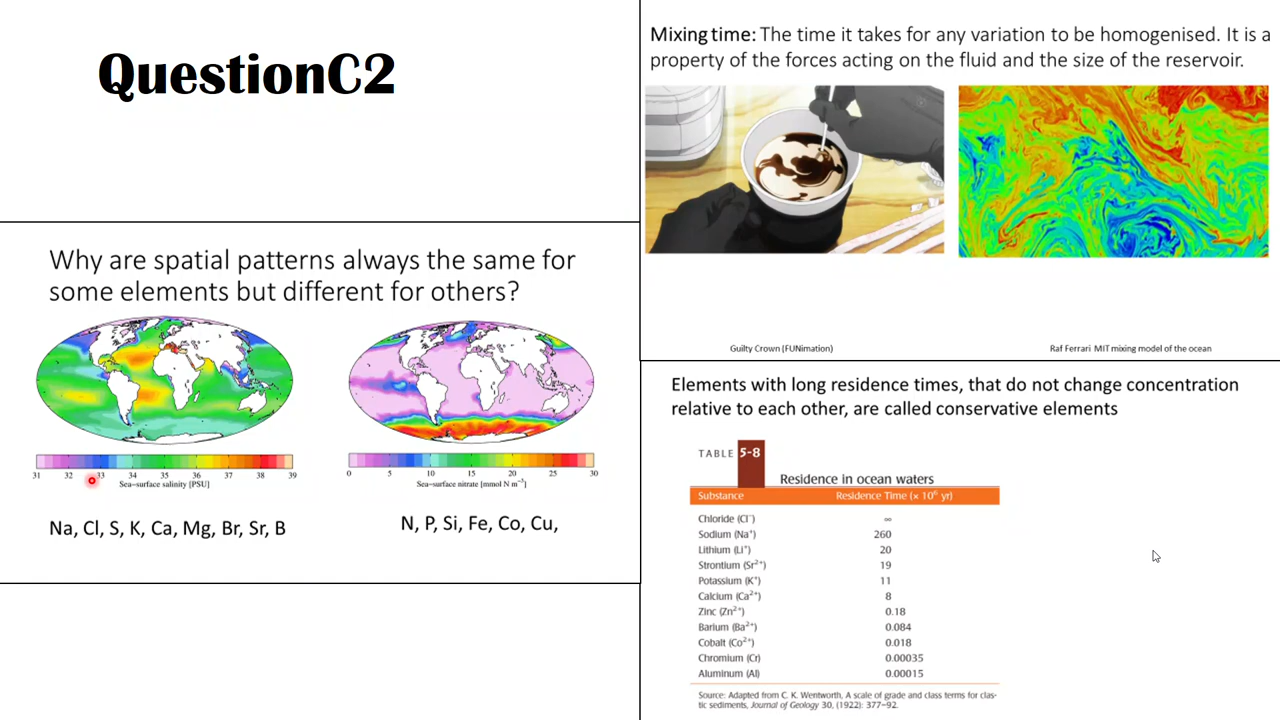 QuestionC2
Why are spatial patterns always the same for
some elements but different for others?
31 32 33 34 35 36 37 38 39
Sea-surface salinity [PSU]
0 5 10 15 20 25 30
Sea-surface nitrate [mmol N m⁻³]
Na, Cl, S, K, Ca, Mg, Br, Sr, B
N, P, Si, Fe, Co, Cu,
Mixing time: The time it takes for any variation to be homogenised. It is a
property of the forces acting on the fluid and the size of the reservoir.
Guilty Crown (FUNimation)
Raf Ferrari MIT mixing model of the ocean
Elements with long residence times, that do not change concentration
relative to each other, are called conservative elements
TABLE 5-8
Residence in ocean waters
Substance Residence Time (× 10⁶ yr)
Chloride (Cl⁻) ∞
Sodium (Na⁺) 260
Lithium (Li⁺) 20
Strontium (Sr²⁺) 19
Potassium (K⁺) 11
Calcium (Ca²⁺) 8
Zinc (Zn²⁺) 0.18
Barium (Ba²⁺) 0.084
Cobalt (Co²⁺) 0.018
Chromium (Cr) 0.00035
Aluminum (Al) 0.00015
Source: Adapted from C. K. Wentworth, A scale of grade and class terms for clas-
tic sediments, Journal of Geology 30, (1922): 377–92.